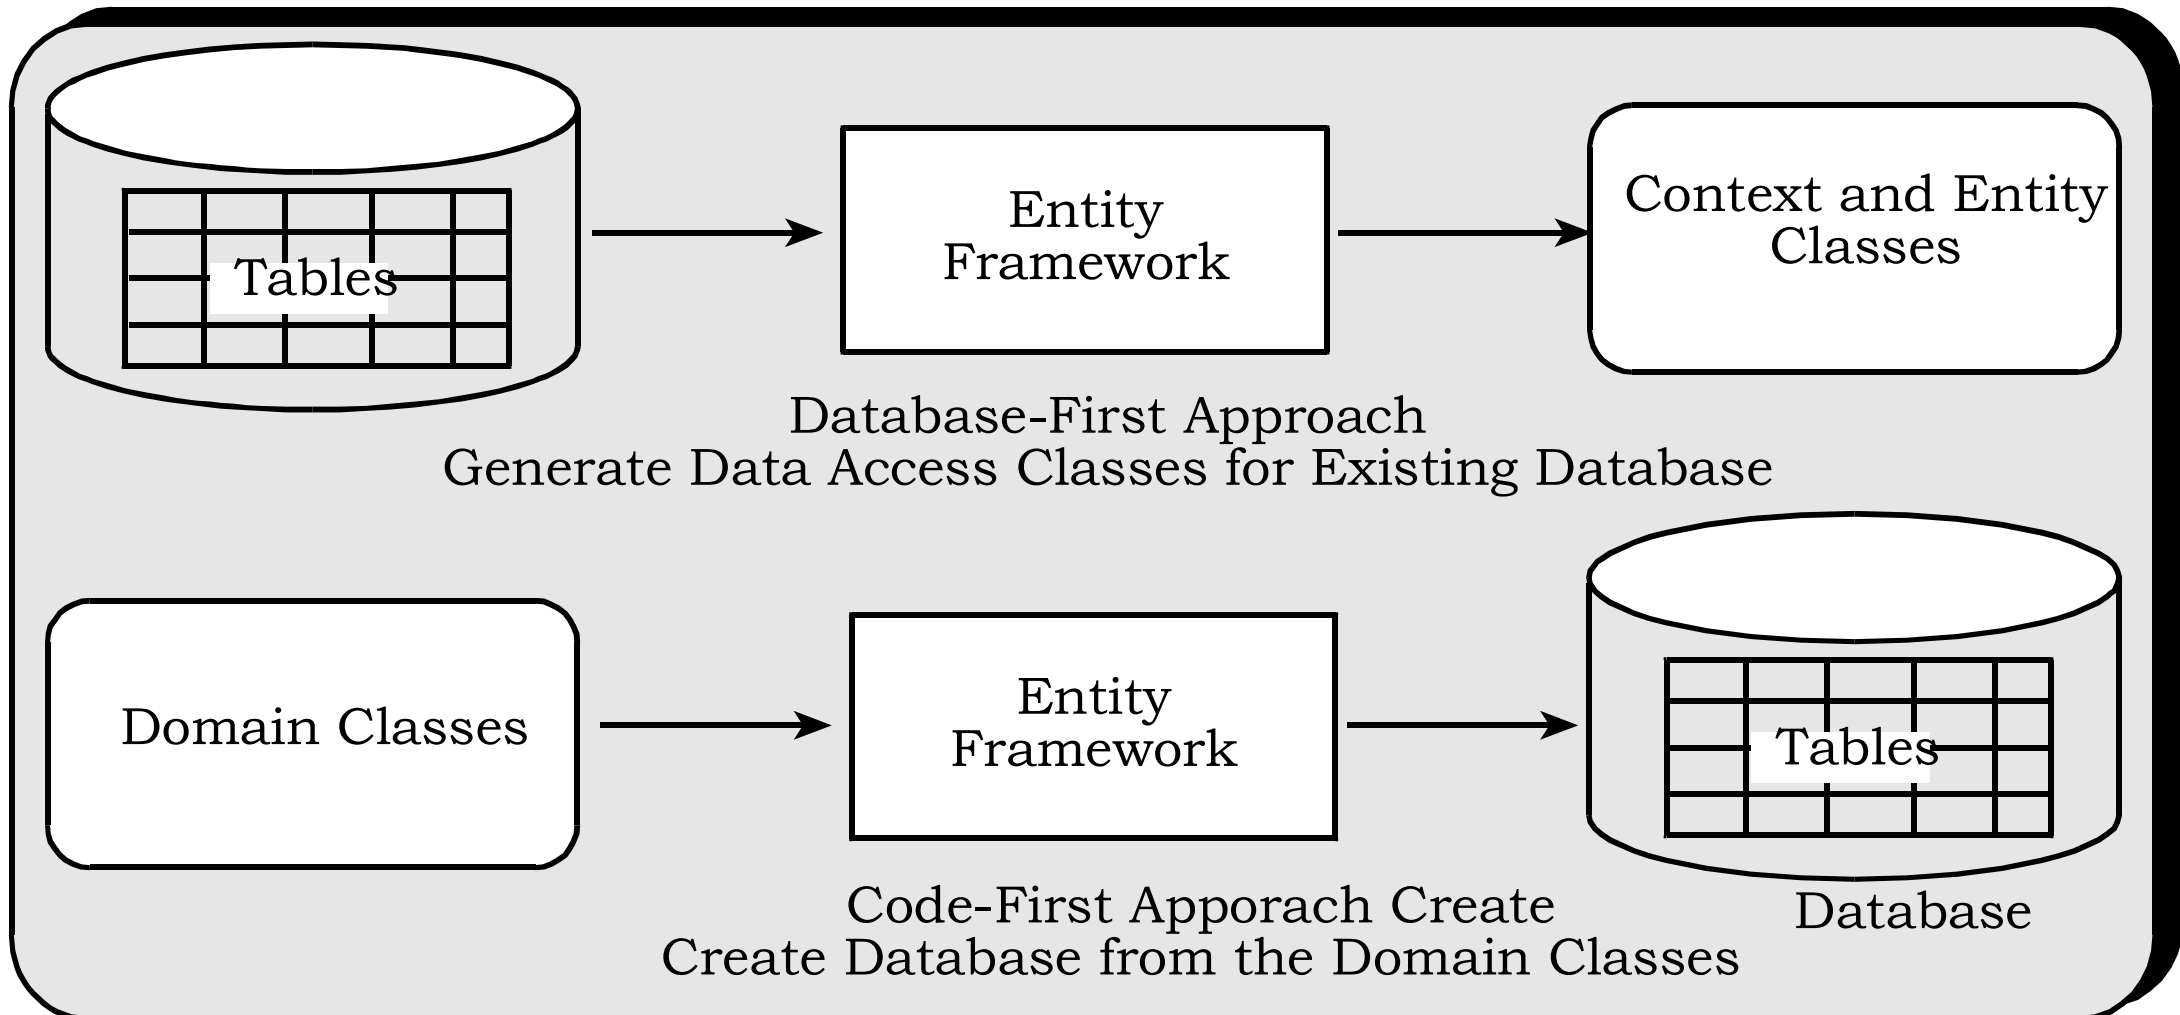 Tables
Entity
Framework
Context and Entity
Classes
Database-First Approach
Generate Data Access Classes for Existing Database
Domain Classes
Entity
Framework
Tables
Database
Code-First Apporach Create
Create Database from the Domain Classes